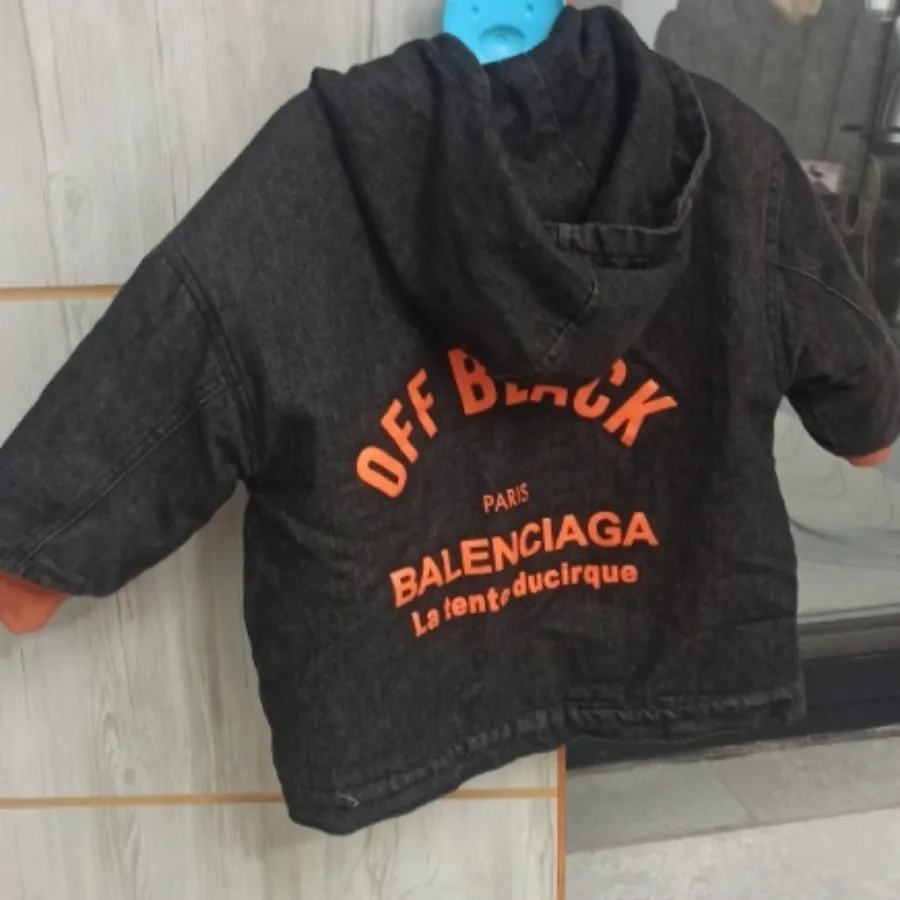 OFF BLACK
PARIS
BALENCIAGA
La tente ducirque